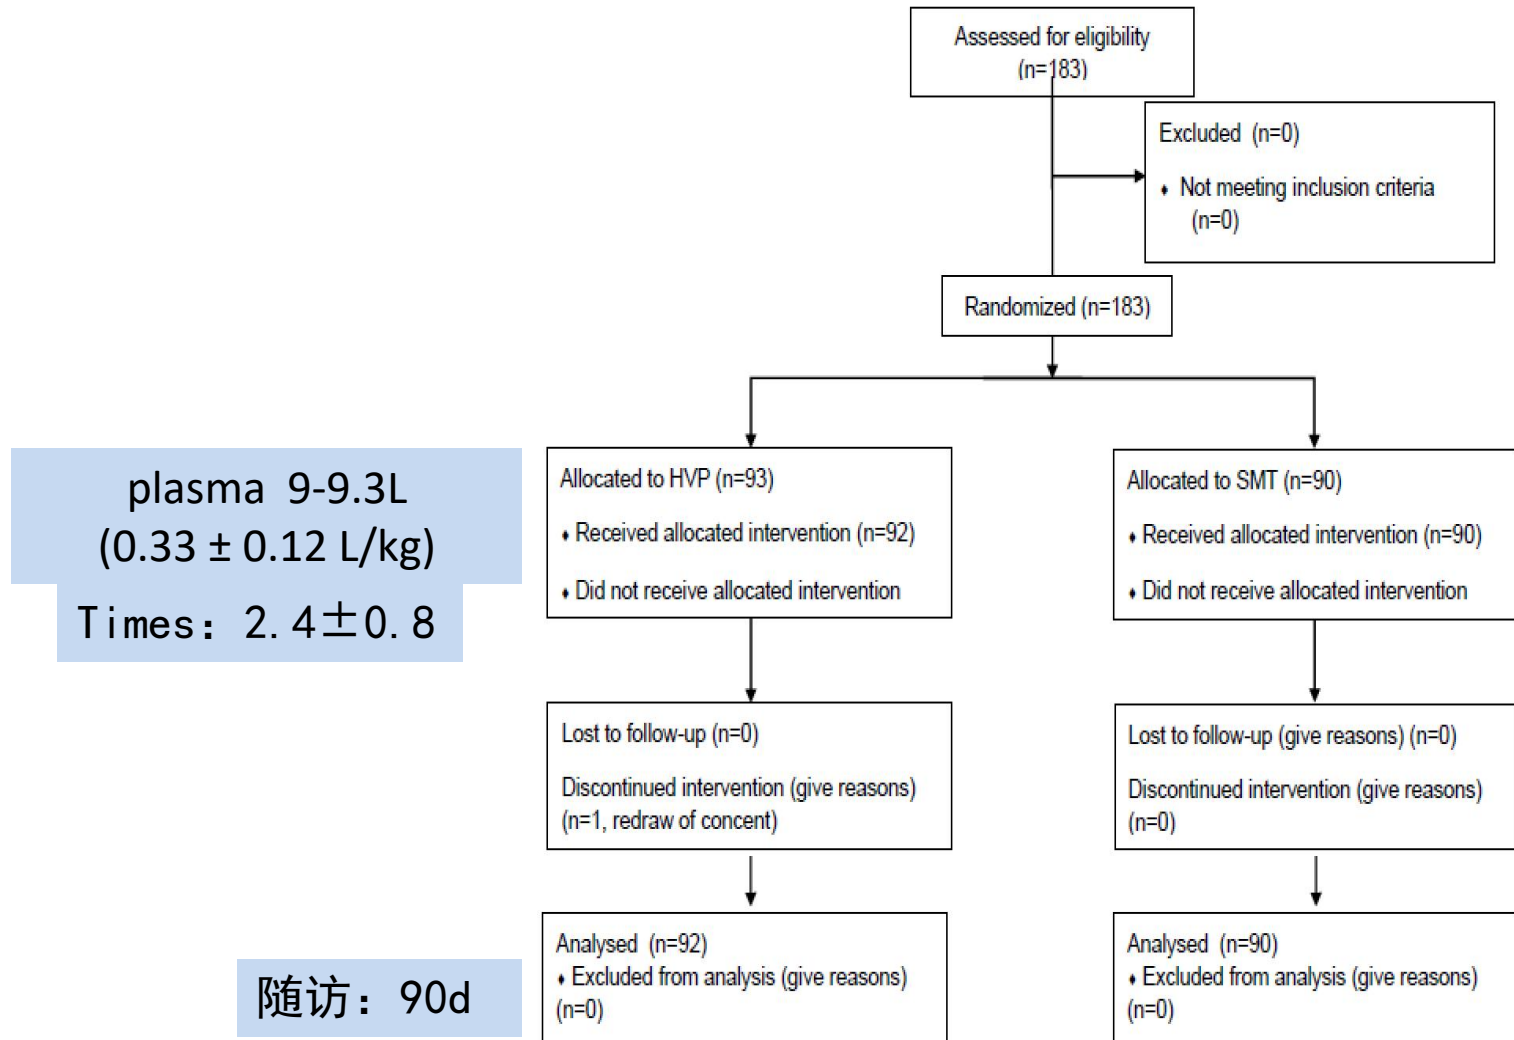 Assessed for eligibility
(n=183)
Excluded (n=0)
♦ Not meeting inclusion criteria
(n=0)
Randomized (n=183)
plasma 9-9.3L
(0.33 ± 0.12 L/kg)
Times：2.4±0.8
Allocated to HVP (n=93)
♦ Received allocated intervention (n=92)
♦ Did not receive allocated intervention
Allocated to SMT (n=90)
♦ Received allocated intervention (n=90)
♦ Did not receive allocated intervention
Lost to follow-up (n=0)
Discontinued intervention (give reasons)
(n=1, redraw of concent)
Lost to follow-up (give reasons) (n=0)
Discontinued intervention (give reasons)
(n=0)
随访：90d
Analysed (n=92)
♦ Excluded from analysis (give reasons)
(n=0)
Analysed (n=90)
♦ Excluded from analysis (give reasons)
(n=0)